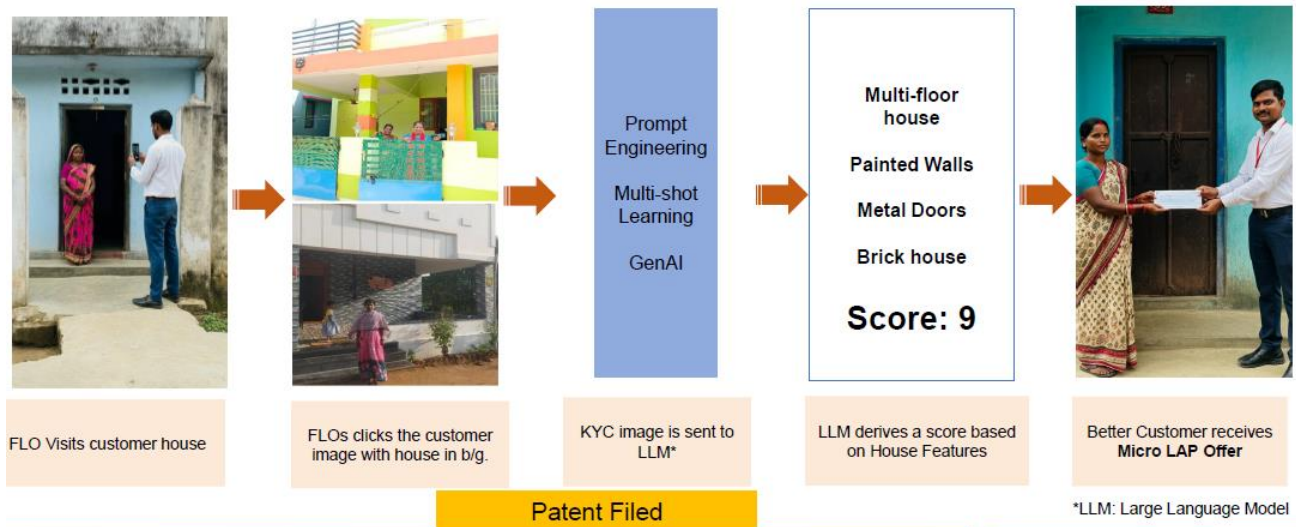 Prompt
Engineering
Multi-shot
Learning
GenAI
Multi-floor
house
Painted Walls
Metal Doors
Brick house
Score: 9
FLO Visits customer house
FLOs clicks the customer
image with house in b/g.
KYC image is sent to
LLM*
LLM derives a score based
on House Features
Better Customer receives
Micro LAP Offer
Patent Filed
*LLM: Large Language Model